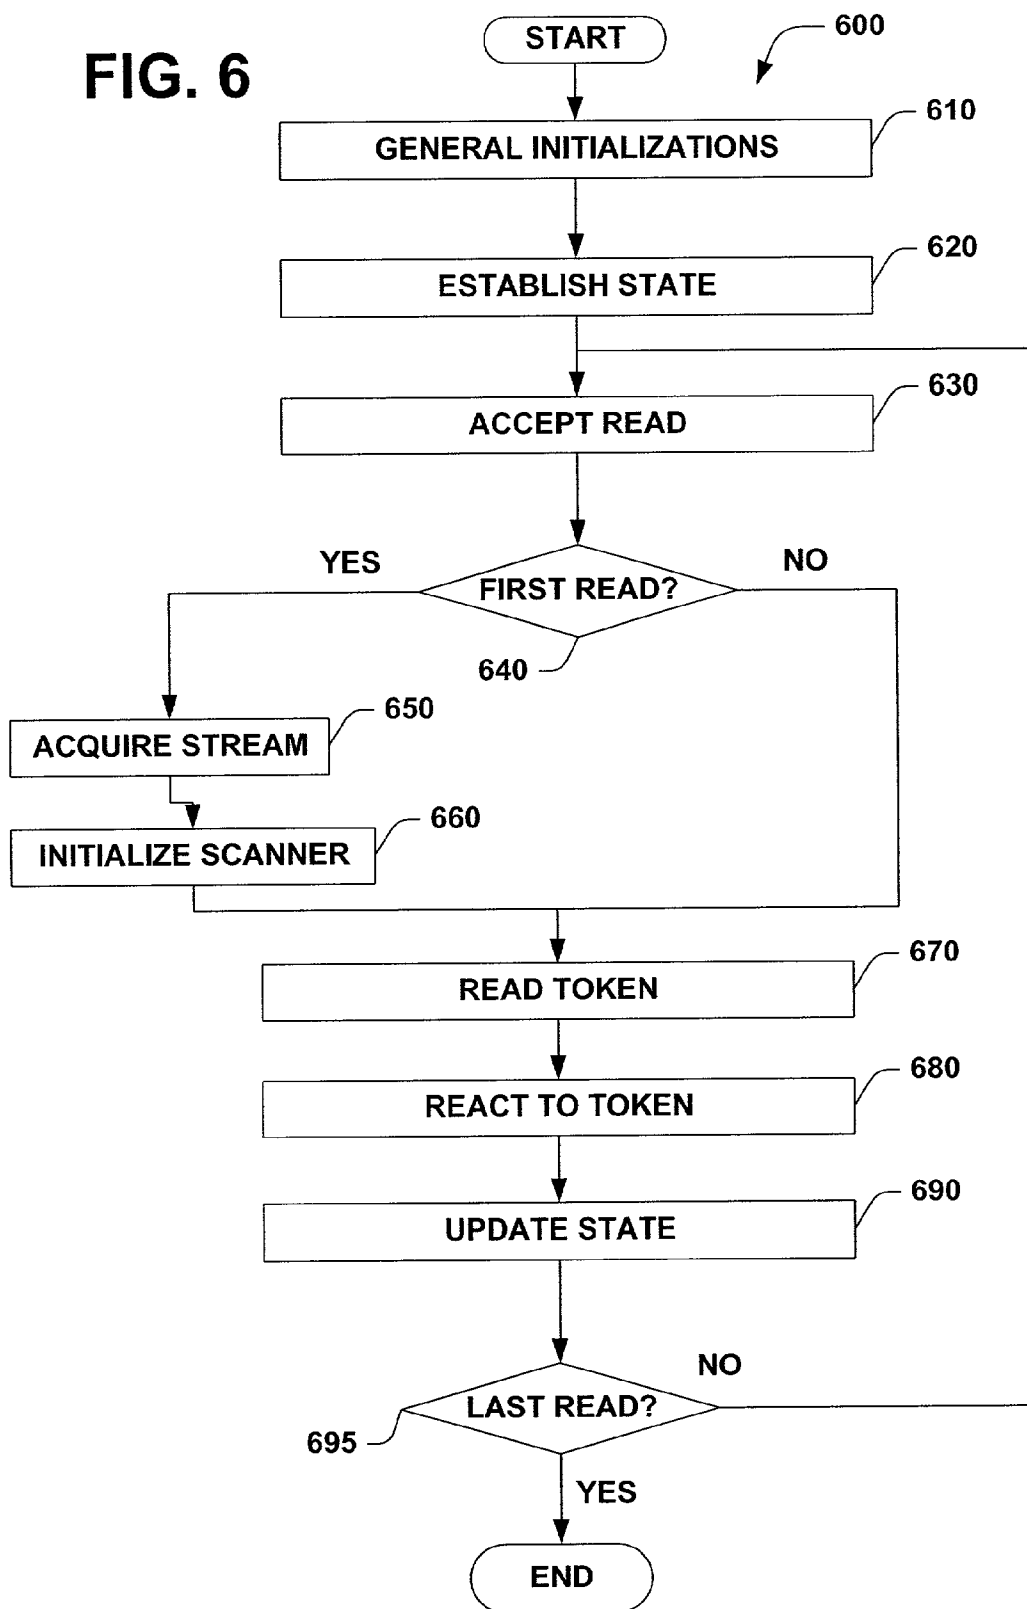 START
600
FIG. 6
610
GENERAL INITIALIZATIONS
620
ESTABLISH STATE
630
ACCEPT READ
YES
NO
FIRST READ?
640
650
ACQUIRE STREAM
660
INITIALIZE SCANNER
670
READ TOKEN
680
REACT TO TOKEN
690
UPDATE STATE
NO
LAST READ?
695
YES
END